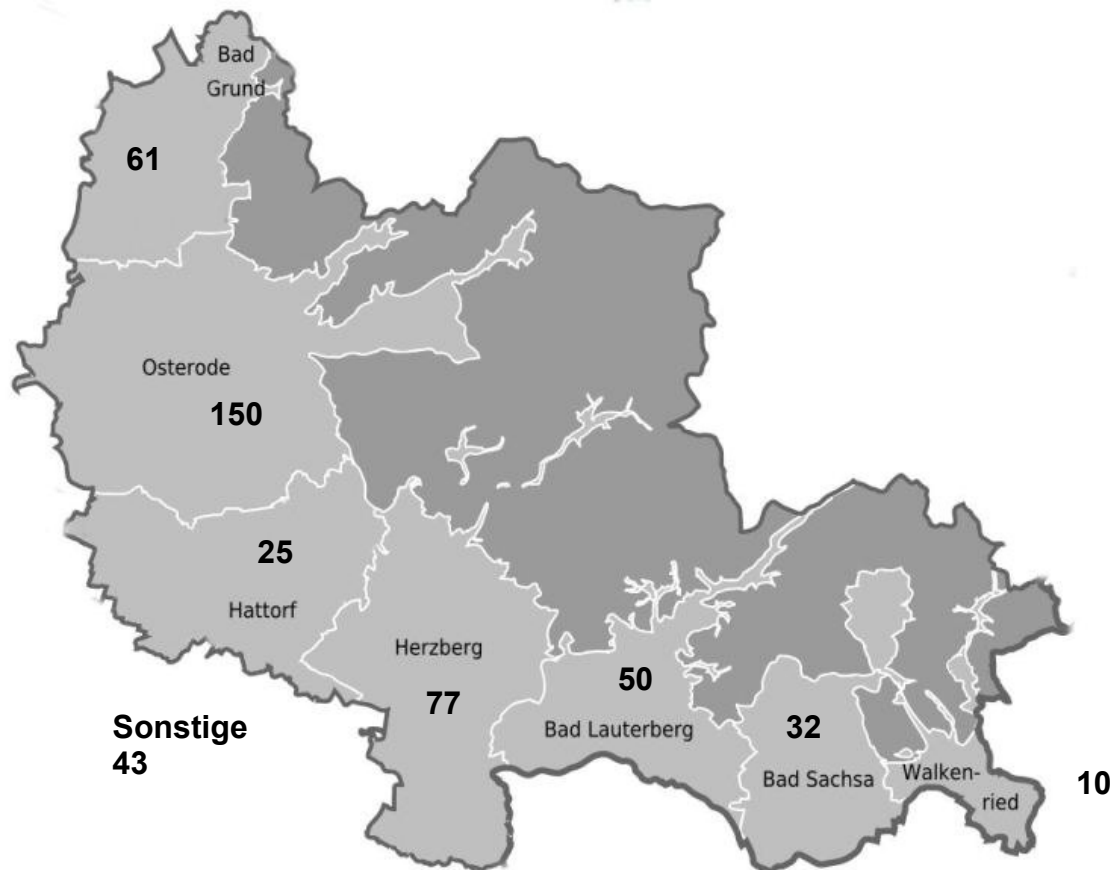 Bad
Grund
61
Osterode
150
25
Hattorf
Herzberg
77
50
Bad Lauterberg
32
Bad Sachsa
Walken-
ried
10
Sonstige
43